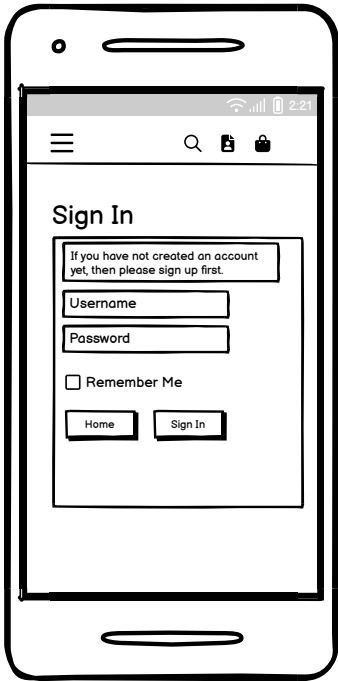 2:21
Sign In
If you have not created an account
yet, then please sign up first.
Username
Password
Remember Me
Home
Sign In